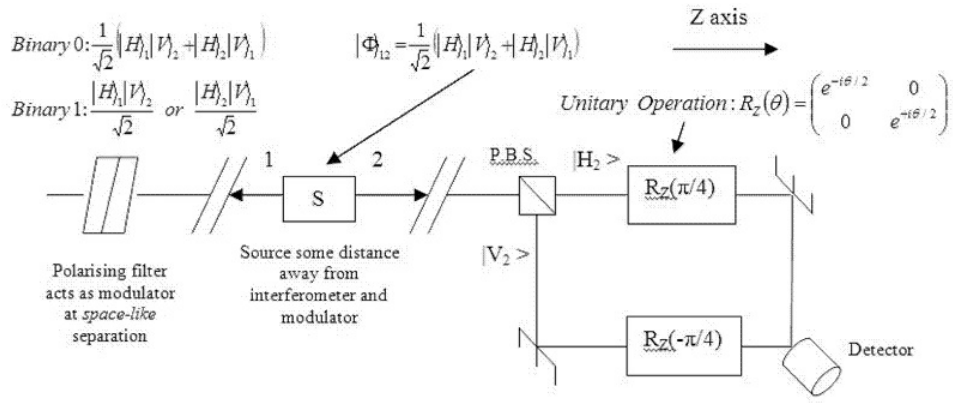 Binary 0: 1/√2 (|H⟩₁|V⟩₂ + |H⟩₂|V⟩₁)
|Φ⟩₁₂ = 1/√2 (|H⟩₁|V⟩₂ + |H⟩₂|V⟩₁)
Z axis
Binary 1: |H⟩₁|V⟩₂/√2 or |H⟩₂|V⟩₁/√2
Unitary Operation: R_Z(θ) = (e^{-iθ/2} 0
0 e^{-iθ/2})
1
2
P.B.S.
|H₂ >
S
R_Z(π/4)
|V₂ >
Polarising filter
acts as modulator
at space-like
separation
Source some distance
away from
interferometer and
modulator
R_Z(-π/4)
Detector